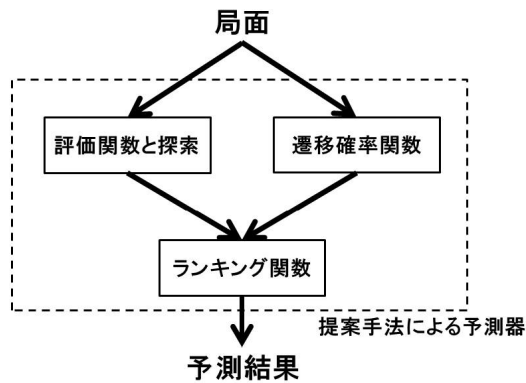 局面
評価関数と探索
遷移確率関数
ランキング関数
提案手法による予測器
予測結果